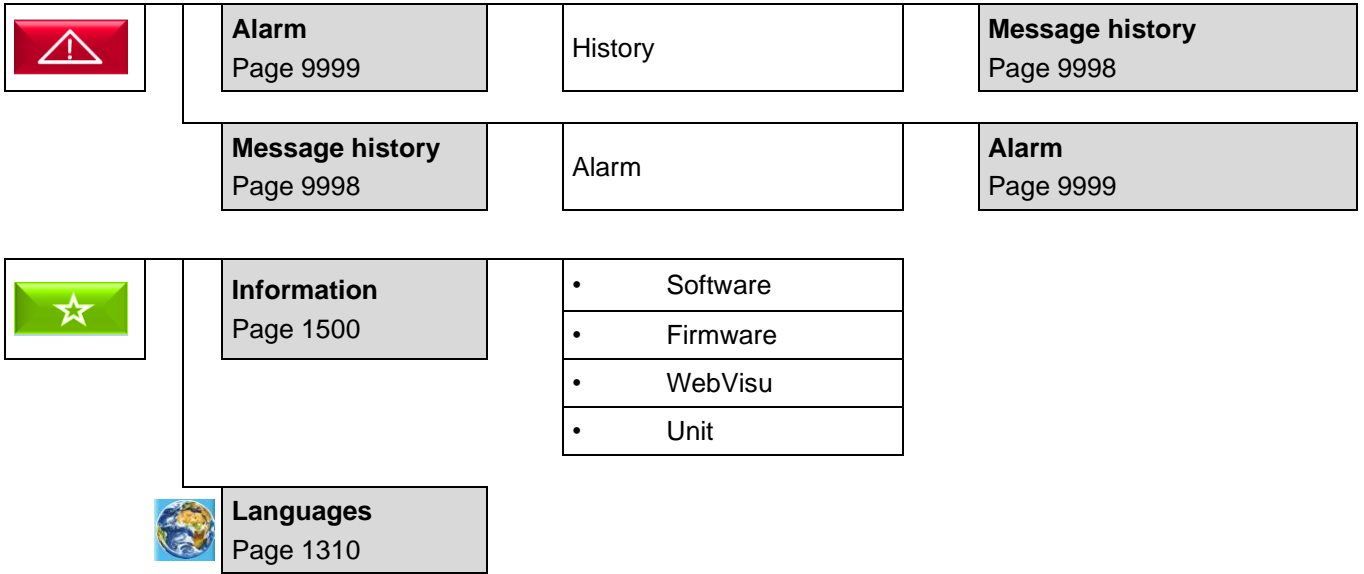 Alarm
Page 9999
History
Message history
Page 9998
Message history
Page 9998
Alarm
Alarm
Page 9999
Information
Page 1500
• Software
• Firmware
• WebVisu
• Unit
Languages
Page 1310